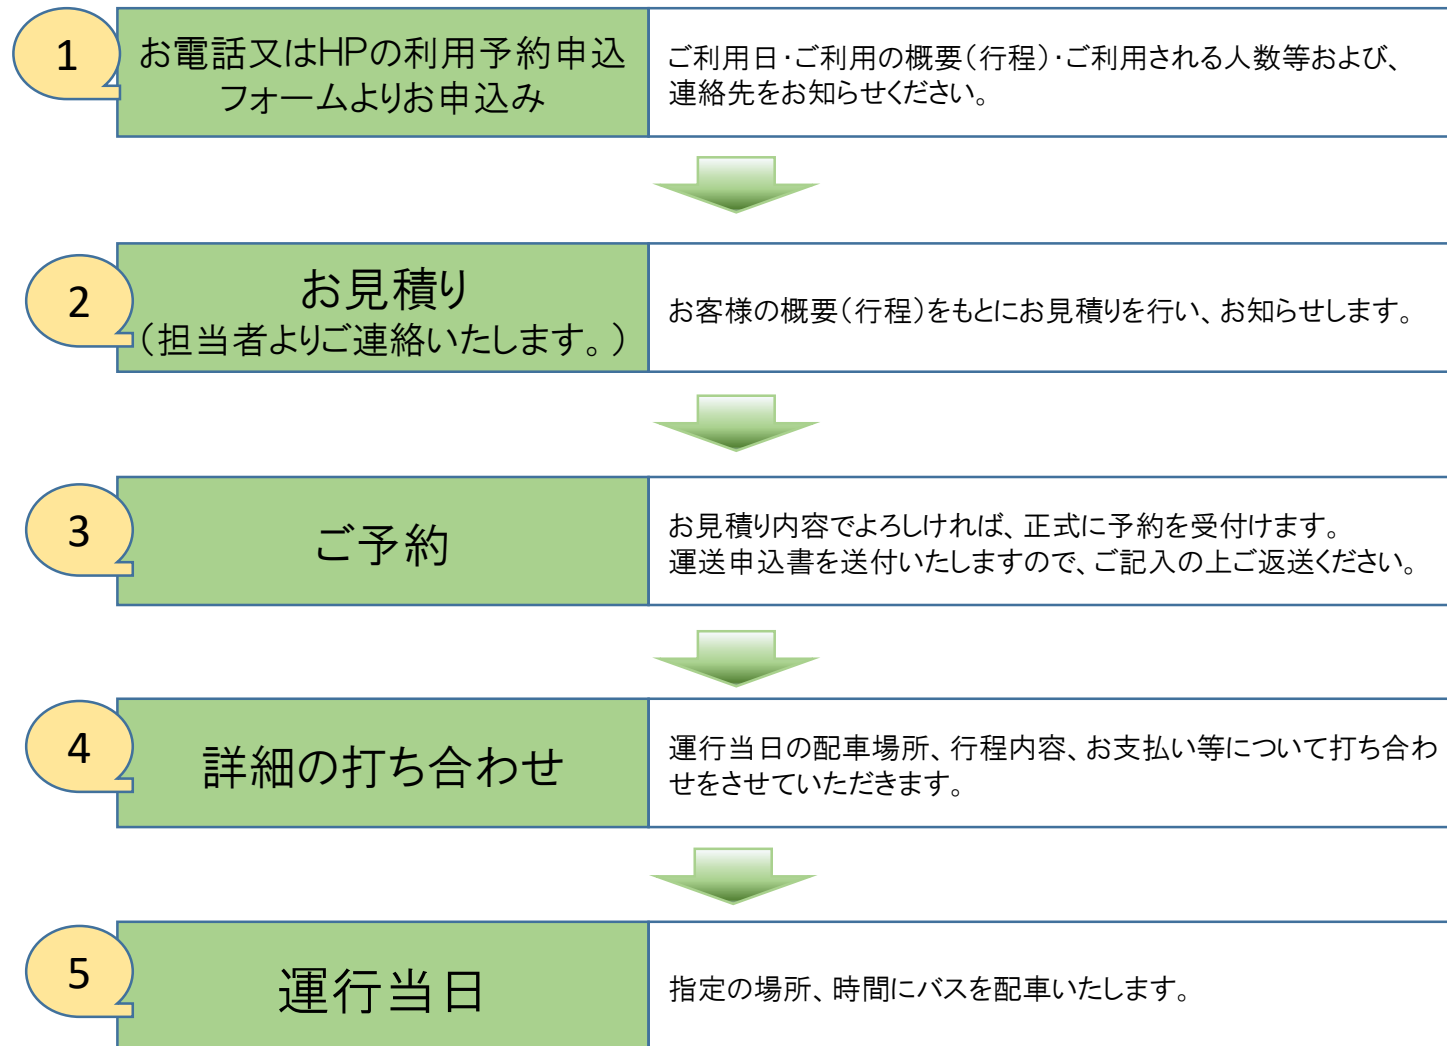 1
お電話又はHPの利用予約申込
フォームよりお申込み
ご利用日・ご利用の概要（行程）・ご利用される人数等および、
連絡先をお知らせください。
2
お見積り
（担当者よりご連絡いたします。）
お客様の概要（行程）をもとにお見積りを行い、お知らせします。
3
ご予約
お見積り内容でよろしければ、正式に予約を受付けます。
運送申込書を送付いたしますので、ご記入の上ご返送ください。
4
詳細の打ち合わせ
運行当日の配車場所、行程内容、お支払い等について打ち合わ
せをさせていただきます。
5
運行当日
指定の場所、時間にバスを配車いたします。